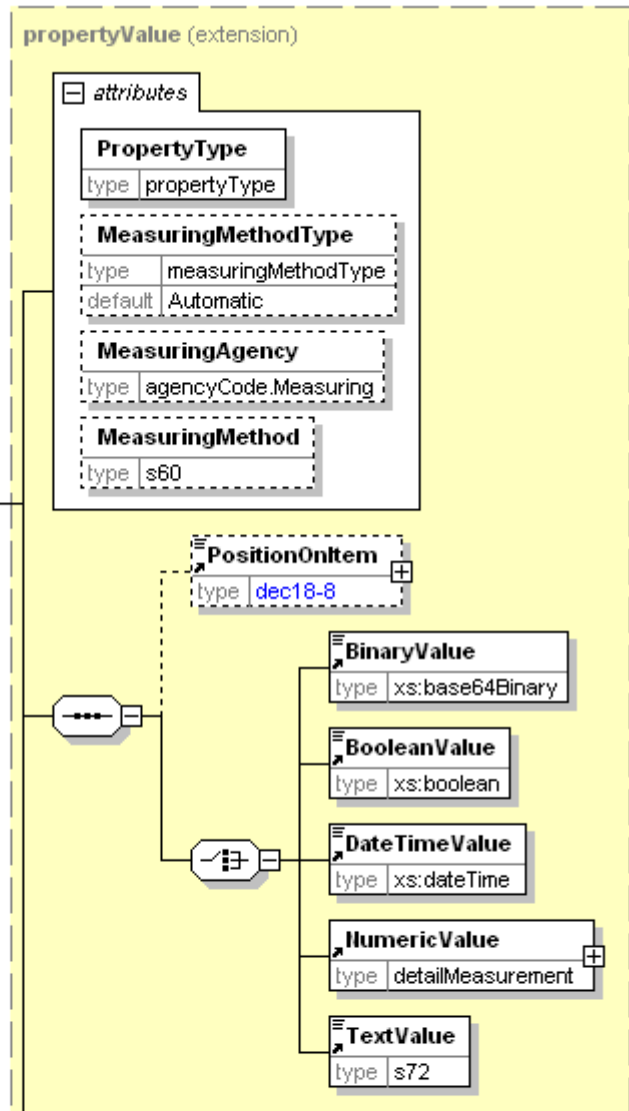 propertyValue (extension)
attributes
PropertyType
type propertyType
MeasuringMethodType
type measuringMethodType
default Automatic
MeasuringAgency
type agencyCode.Measuring
MeasuringMethod
type s60
PositionOnItem
type dec18-8
BinaryValue
type xs:base64Binary
BooleanValue
type xs:boolean
DateTimeValue
type xs:dateTime
NumericValue
type detailMeasurement
TextValue
type s72